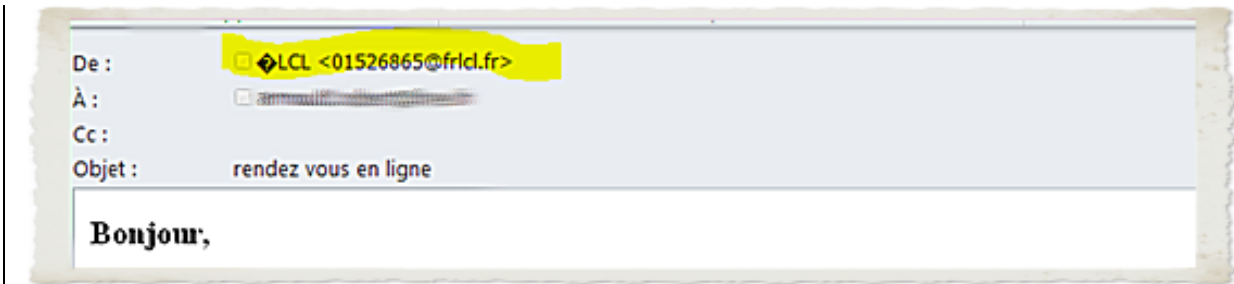 De : �LCL <01526865@frlcl.fr>
À :
Cc :
Objet : rendez vous en ligne
Bonjour,